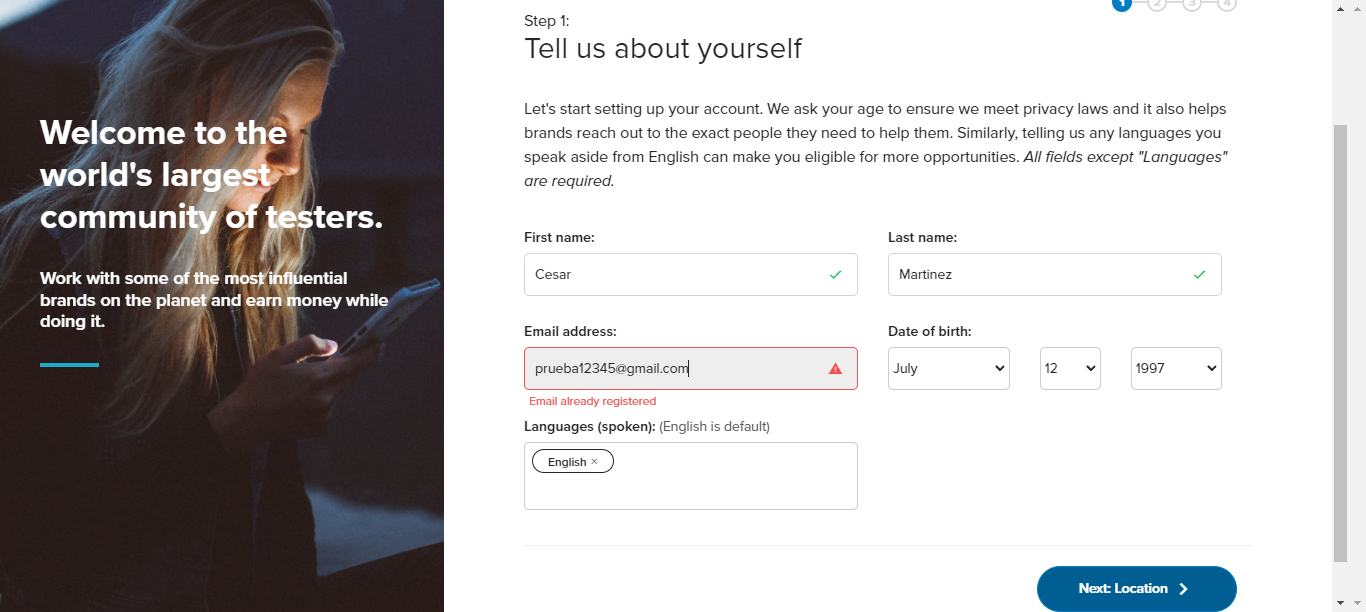 1 2 3 4
Step 1:
Tell us about yourself
Welcome to the
world's largest
community of testers.
Work with some of the most influential
brands on the planet and earn money while
doing it.
Let's start setting up your account. We ask your age to ensure we meet privacy laws and it also helps
brands reach out to the exact people they need to help them. Similarly, telling us any languages you
speak aside from English can make you eligible for more opportunities. All fields except "Languages"
are required.
First name:
Last name:
Cesar
Martinez
Email address:
Date of birth:
prueba12345@gmail.com
July
12
1997
Email already registered
Languages (spoken): (English is default)
English ×
Next: Location